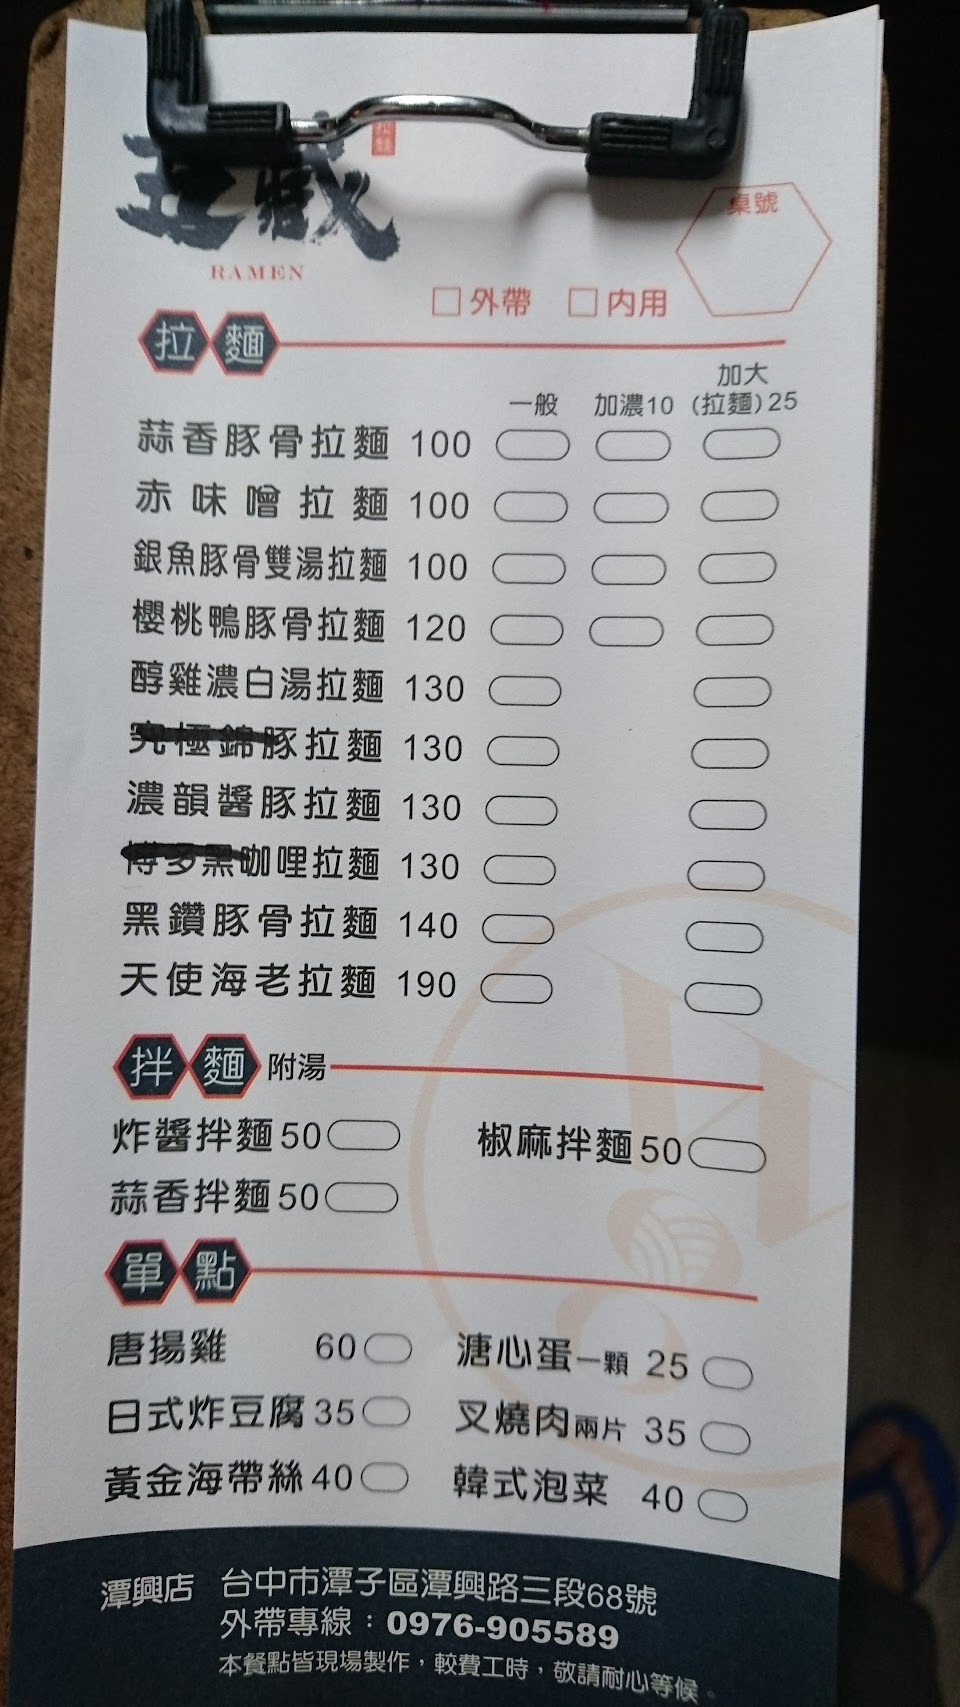 拉麵
RAMEN
桌號
□外帶 □內用
拉麵
一般 加濃10 加大(拉麵)25
蒜香豚骨拉麵 100
赤味噌拉麵 100
銀魚豚骨雙湯拉麵 100
櫻桃鴨豚骨拉麵 120
醇雞濃白湯拉麵 130
究極錦豚拉麵 130
濃韻醬豚拉麵 130
博多黑咖哩拉麵 130
黑鑽豚骨拉麵 140
天使海老拉麵 190
拌麵 附湯
炸醬拌麵50 椒麻拌麵50
蒜香拌麵50
單點
唐揚雞 60 溏心蛋一顆 25
日式炸豆腐 35 叉燒肉兩片 35
黃金海帶絲 40 韓式泡菜 40
潭興店 台中市潭子區潭興路三段68號
外帶專線：0976-905589
本餐點皆現場製作，較費工時，敬請耐心等候。